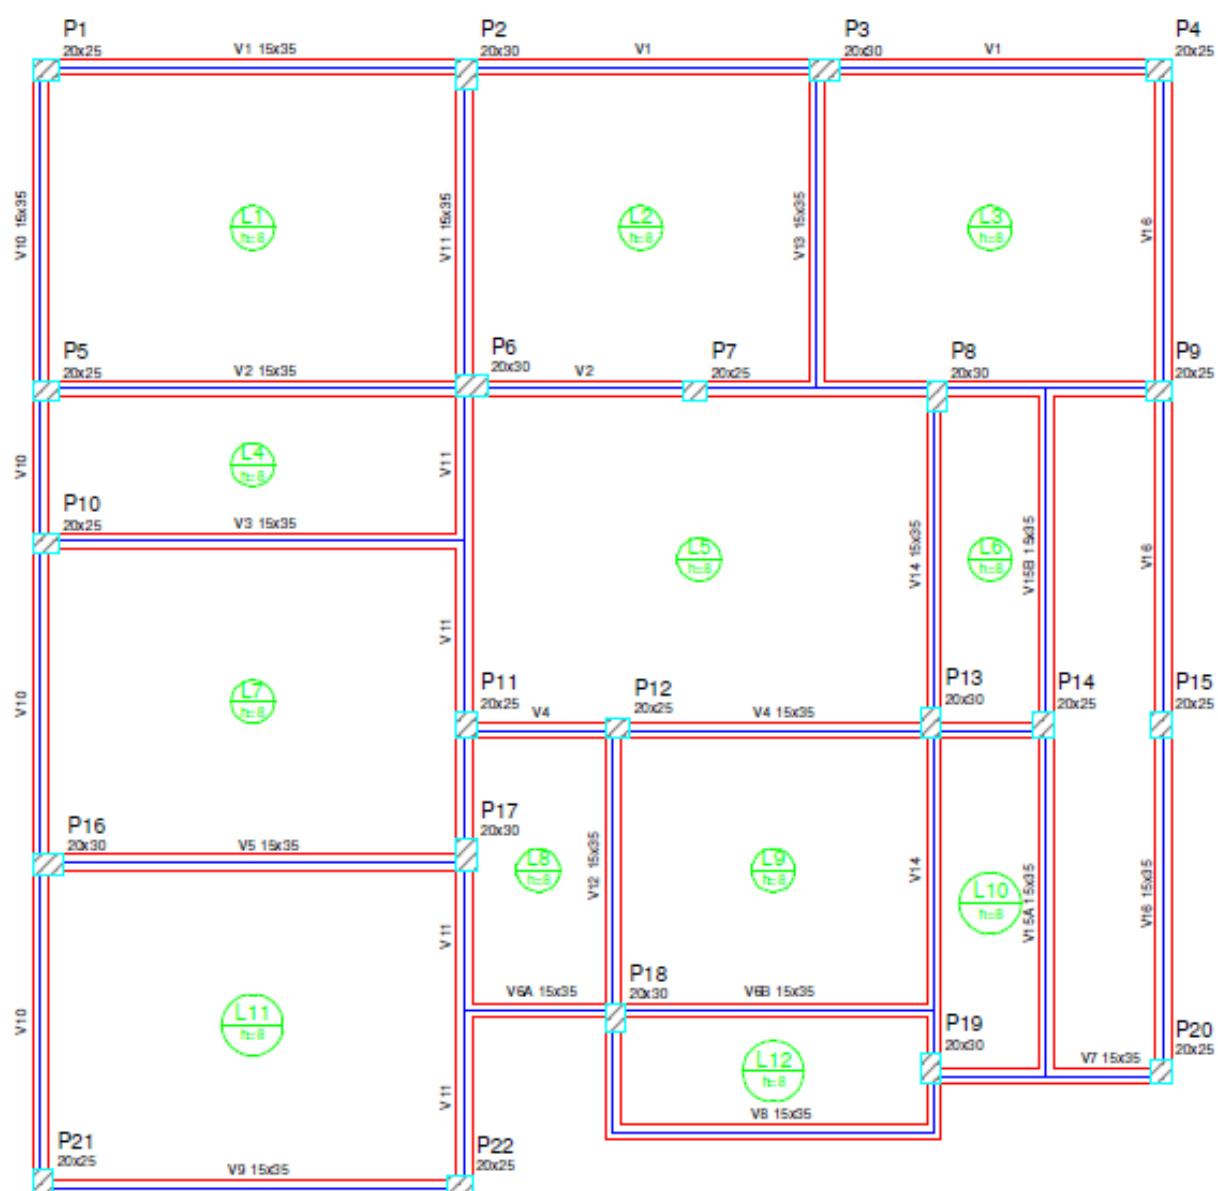 P1
20x25
V1 15x35
P2
20x30
V1
P3
20x30
V1
P4
20x25
V10 15x35
L1
h=8
V11 15x35
L2
h=8
V13 15x35
L3
h=8
V16
P5
20x25
V2 15x35
P6
20x30
V2
P7
20x25
P8
20x30
P9
20x25
V10
L4
h=8
V11
P10
20x25
V3 15x35
L5
h=8
V14 15x35
L6
h=8
V15B 15x35
V16
V10
L7
h=8
V11
P11
20x25
V4
P12
20x25
V4 15x35
P13
20x30
P14
20x25
P15
20x25
P16
20x30
V5 15x35
P17
20x30
L8
h=8
V12 15x35
L9
h=8
V14
L10
h=8
V15A 15x35
V16 15x35
V10
L11
h=8
V11
V6A 15x35
P18
20x30
V6B 15x35
P19
20x30
V7 15x35
P20
20x25
L12
h=8
V8 15x35
V11
P21
20x25
V9 15x35
P22
20x25